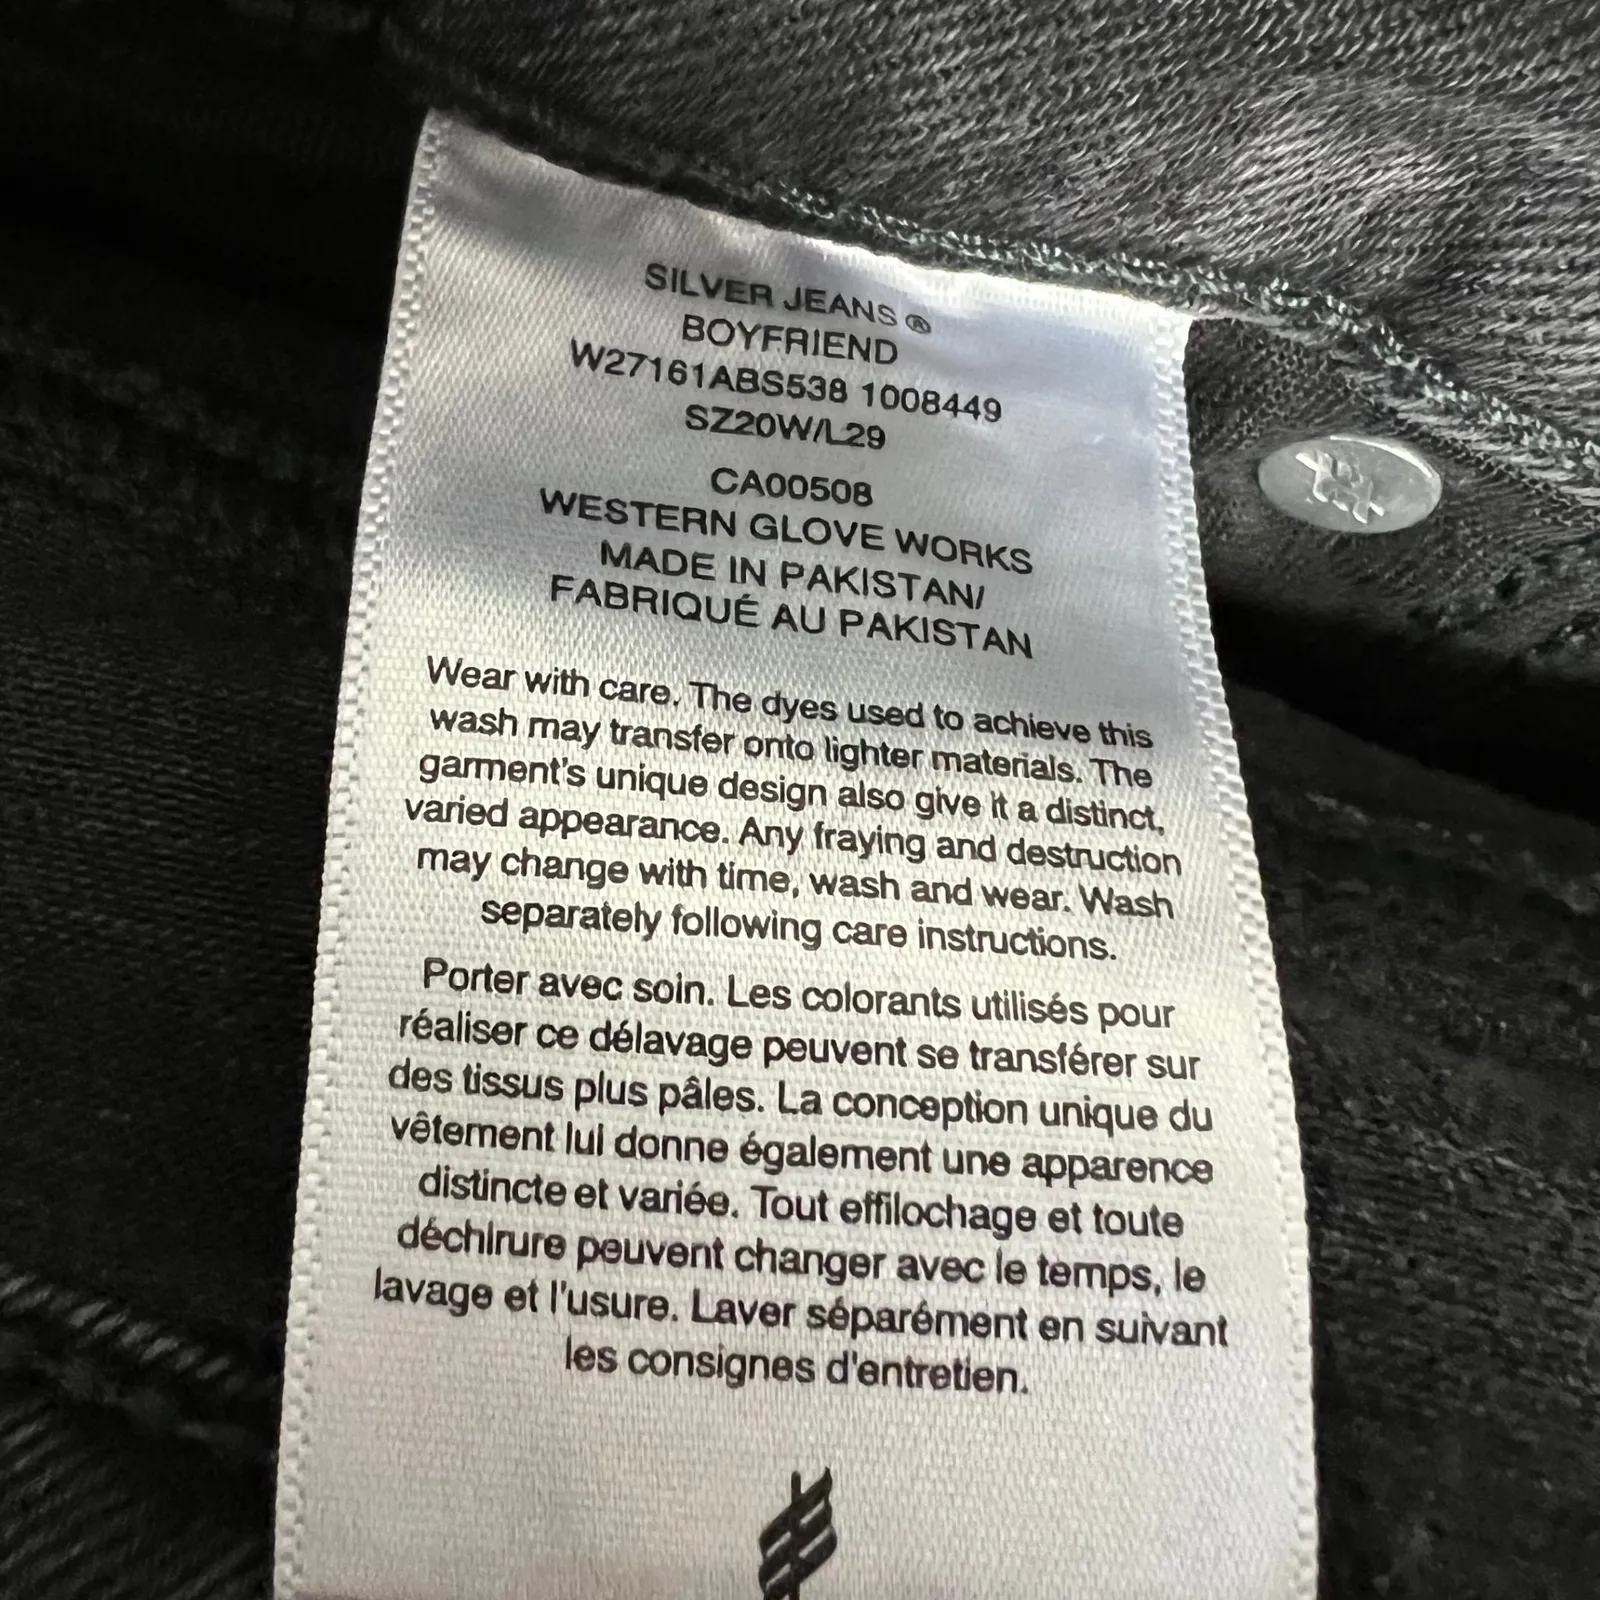 SILVER JEANS ®
BOYFRIEND
W27161ABS538 1008449
SZ20W/L29
CA00508
WESTERN GLOVE WORKS
MADE IN PAKISTAN/
FABRIQUÉ AU PAKISTAN
Wear with care. The dyes used to achieve this
wash may transfer onto lighter materials. The
garment's unique design also give it a distinct,
varied appearance. Any fraying and destruction
may change with time, wash and wear. Wash
separately following care instructions.
Porter avec soin. Les colorants utilisés pour
réaliser ce délavage peuvent se transférer sur
des tissus plus pâles. La conception unique du
vêtement lui donne également une apparence
distincte et variée. Tout effilochage et toute
déchirure peuvent changer avec le temps, le
lavage et l'usure. Laver séparément en suivant
les consignes d'entretien.